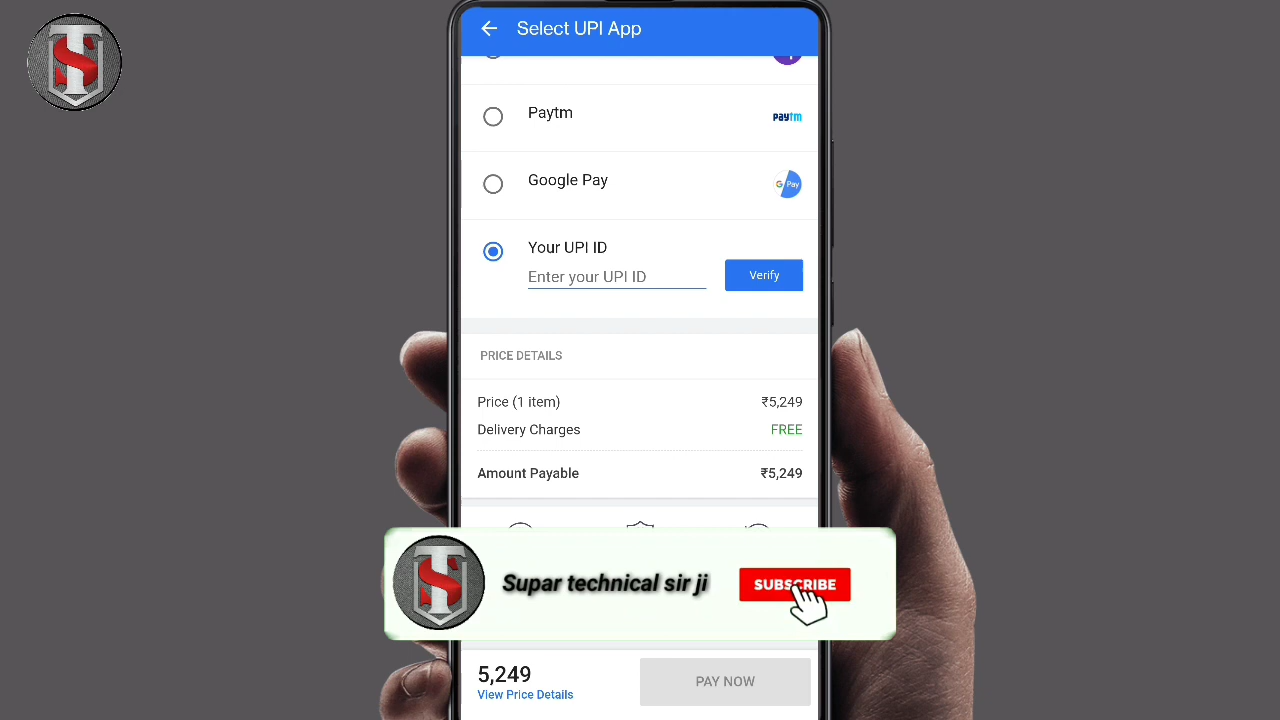 TS
Select UPI App
Paytm
paytm
Google Pay
G Pay
Your UPI ID
Enter your UPI ID
Verify
PRICE DETAILS
Price (1 item)
₹5,249
Delivery Charges
FREE
Amount Payable
₹5,249
TS
Supar technical sir ji
SUBSCRIBE
5,249
View Price Details
PAY NOW